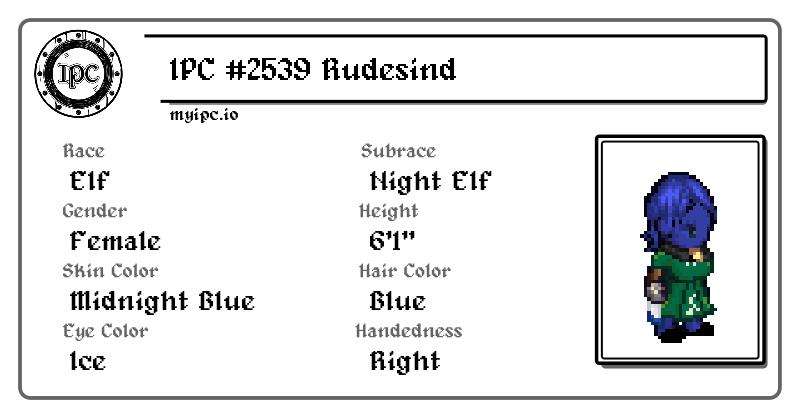 IPC
IPC #2539 Rudesind
myipc.io
Race
Elf
Subrace
Night Elf
Gender
Female
Height
6'1"
Skin Color
Midnight Blue
Hair Color
Blue
Eye Color
Ice
Handedness
Right